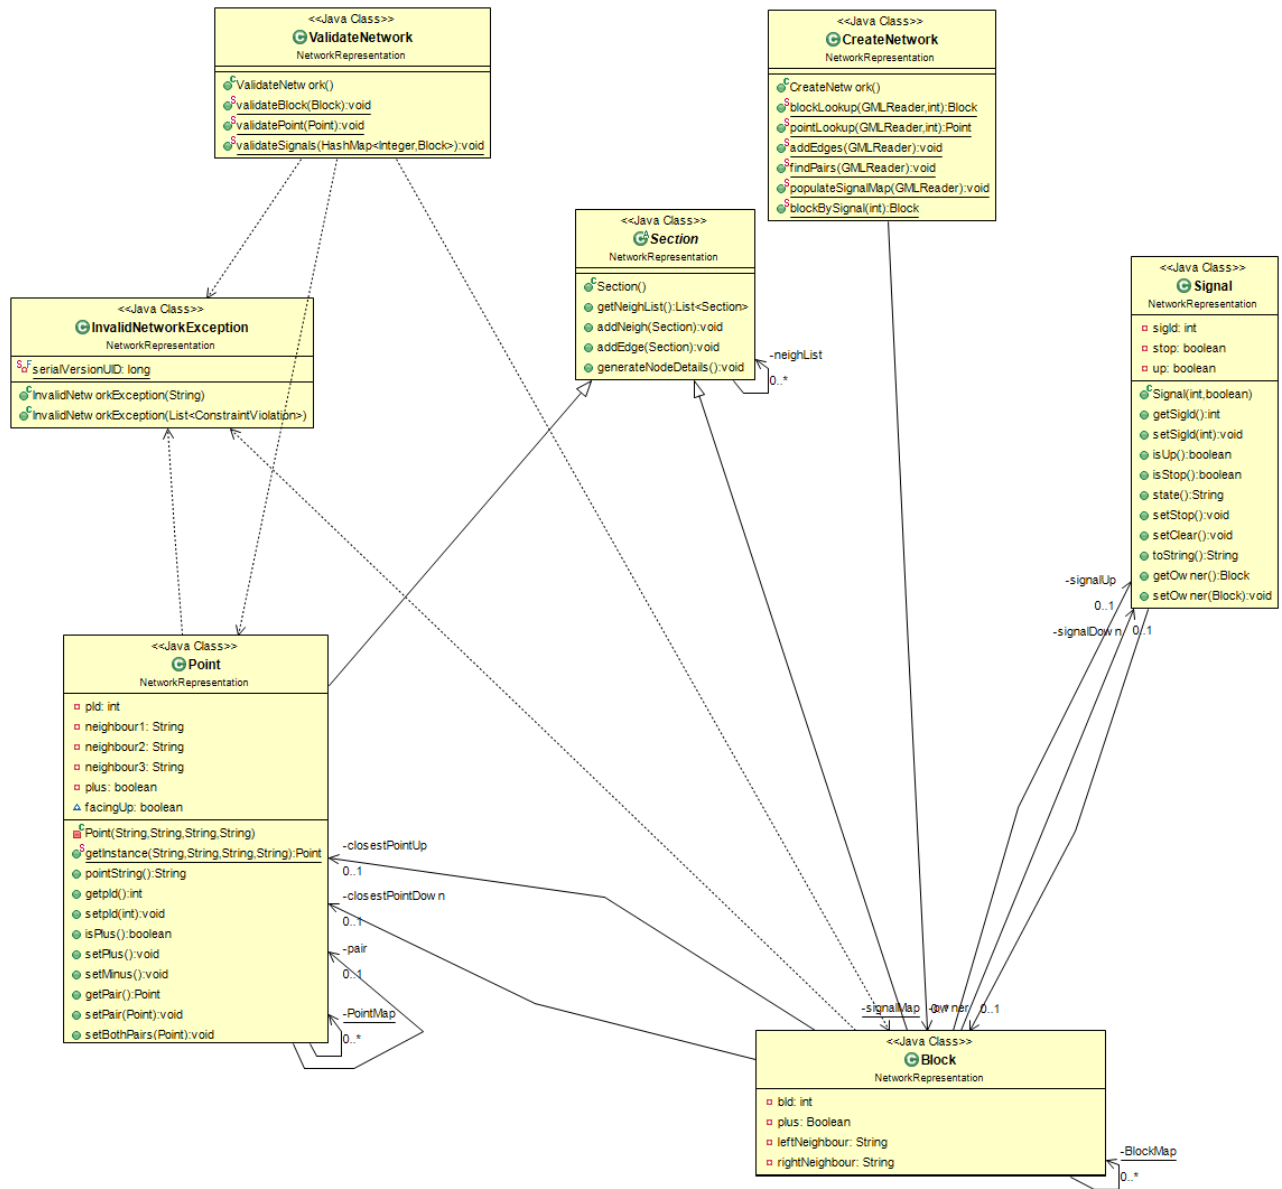 <<Java Class>>
ValidateNetwork
NetworkRepresentation
ValidateNetwork()
validateBlock(Block):void
validatePoint(Point):void
validateSignals(HashMap<Integer,Block>):void
<<Java Class>>
CreateNetwork
NetworkRepresentation
CreateNetwork()
blockLookup(GMLReader,int):Block
pointLookup(GMLReader,int):Point
addEdges(GMLReader):void
findPairs(GMLReader):void
populateSignalMap(GMLReader):void
blockBySignal(int):Block
<<Java Class>>
Section
NetworkRepresentation
Section()
getNeighList():List<Section>
addNeigh(Section):void
addEdge(Section):void
generateNodeDetails():void
-neighList
0..*
<<Java Class>>
Signal
NetworkRepresentation
sigId: int
stop: boolean
up: boolean
Signal(int,boolean)
getSigId():int
setSigId(int):void
isUp():boolean
isStop():boolean
state():String
setStop():void
setClear():void
toString():String
getOwner():Block
setOwner(Block):void
<<Java Class>>
InvalidNetworkException
NetworkRepresentation
serialVersionUID: long
InvalidNetworkException(String)
InvalidNetworkException(List<ConstraintViolation>)
-signalUp
0..1
-signalDown
0..1
<<Java Class>>
Point
NetworkRepresentation
pId: int
neighbour1: String
neighbour2: String
neighbour3: String
plus: boolean
facingUp: boolean
Point(String,String,String,String)
getInstance(String,String,String,String):Point
pointString():String
getpId():int
setpId(int):void
isPlus():boolean
setPlus():void
setMinus():void
getPair():Point
setPair(Point):void
setBothPairs(Point):void
-closestPointUp
0..1
-closestPointDown
0..1
-pair
0..1
-PointMap
0..*
-signalMap
0..*
-owner
0..1
<<Java Class>>
Block
NetworkRepresentation
bId: int
plus: Boolean
leftNeighbour: String
rightNeighbour: String
-BlockMap
0..*